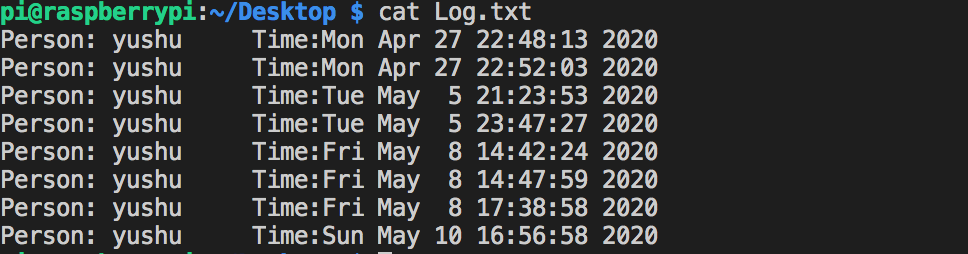 pi@raspberrypi:~/Desktop $ cat Log.txt
Person: yushu     Time:Mon Apr 27 22:48:13 2020
Person: yushu     Time:Mon Apr 27 22:52:03 2020
Person: yushu     Time:Tue May  5 21:23:53 2020
Person: yushu     Time:Tue May  5 23:47:27 2020
Person: yushu     Time:Fri May  8 14:42:24 2020
Person: yushu     Time:Fri May  8 14:47:59 2020
Person: yushu     Time:Fri May  8 17:38:58 2020
Person: yushu     Time:Sun May 10 16:56:58 2020